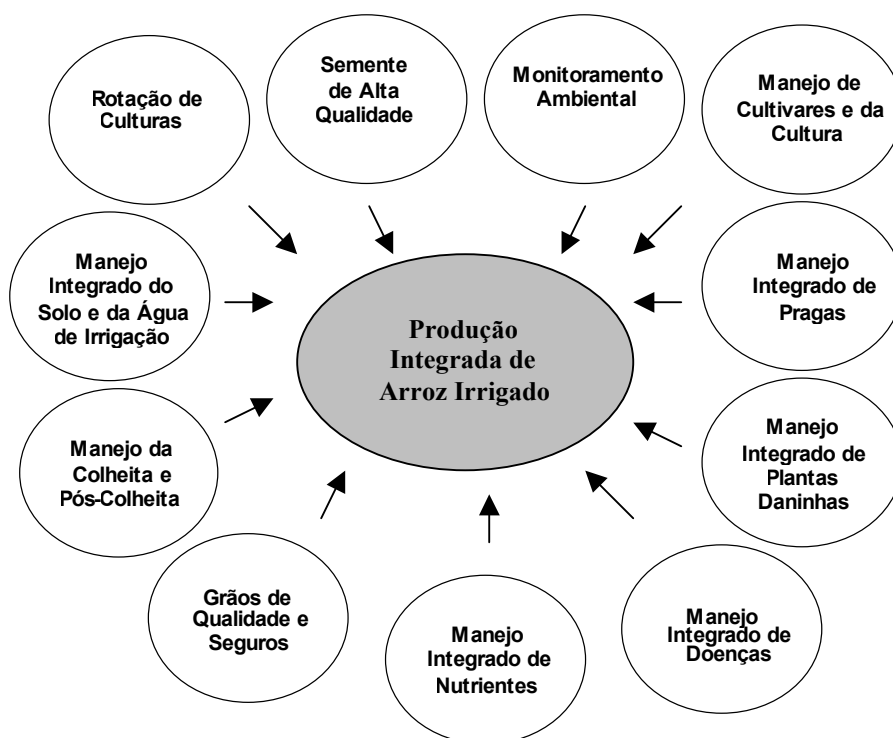 Rotação de
Culturas
Semente
de Alta
Qualidade
Monitoramento
Ambiental
Manejo de
Cultivares e da
Cultura
Manejo
Integrado do
Solo e da Água
de Irrigação
Produção
Integrada de
Arroz Irrigado
Manejo
Integrado de
Pragas
Manejo da
Colheita e
Pós-Colheita
Manejo
Integrado de
Plantas
Daninhas
Grãos de
Qualidade e
Seguros
Manejo
Integrado de
Nutrientes
Manejo
Integrado de
Doenças